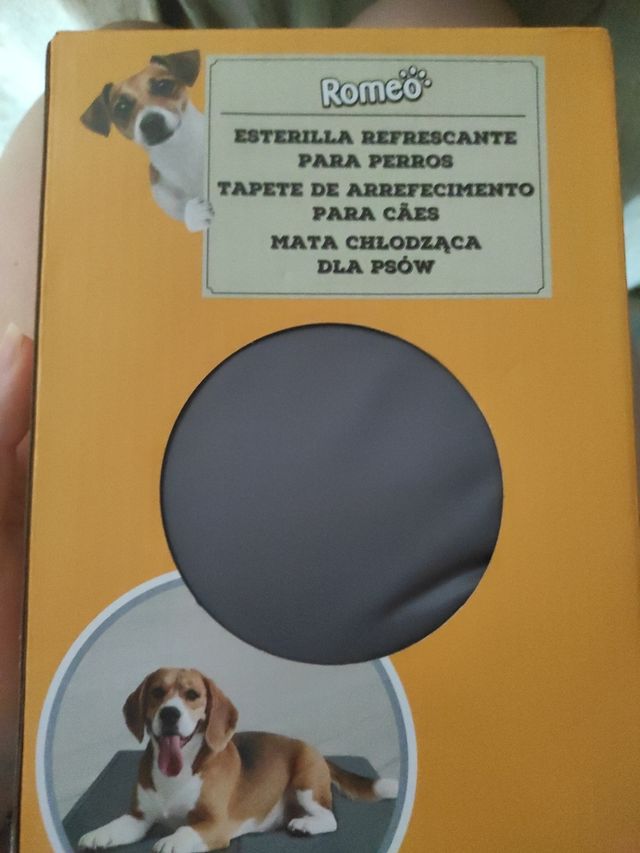 Romeo
ESTERILLA REFRESCANTE
PARA PERROS
TAPETE DE ARREFECIMENTO
PARA CÃES
MATA CHŁODZĄCA
DLA PSÓW